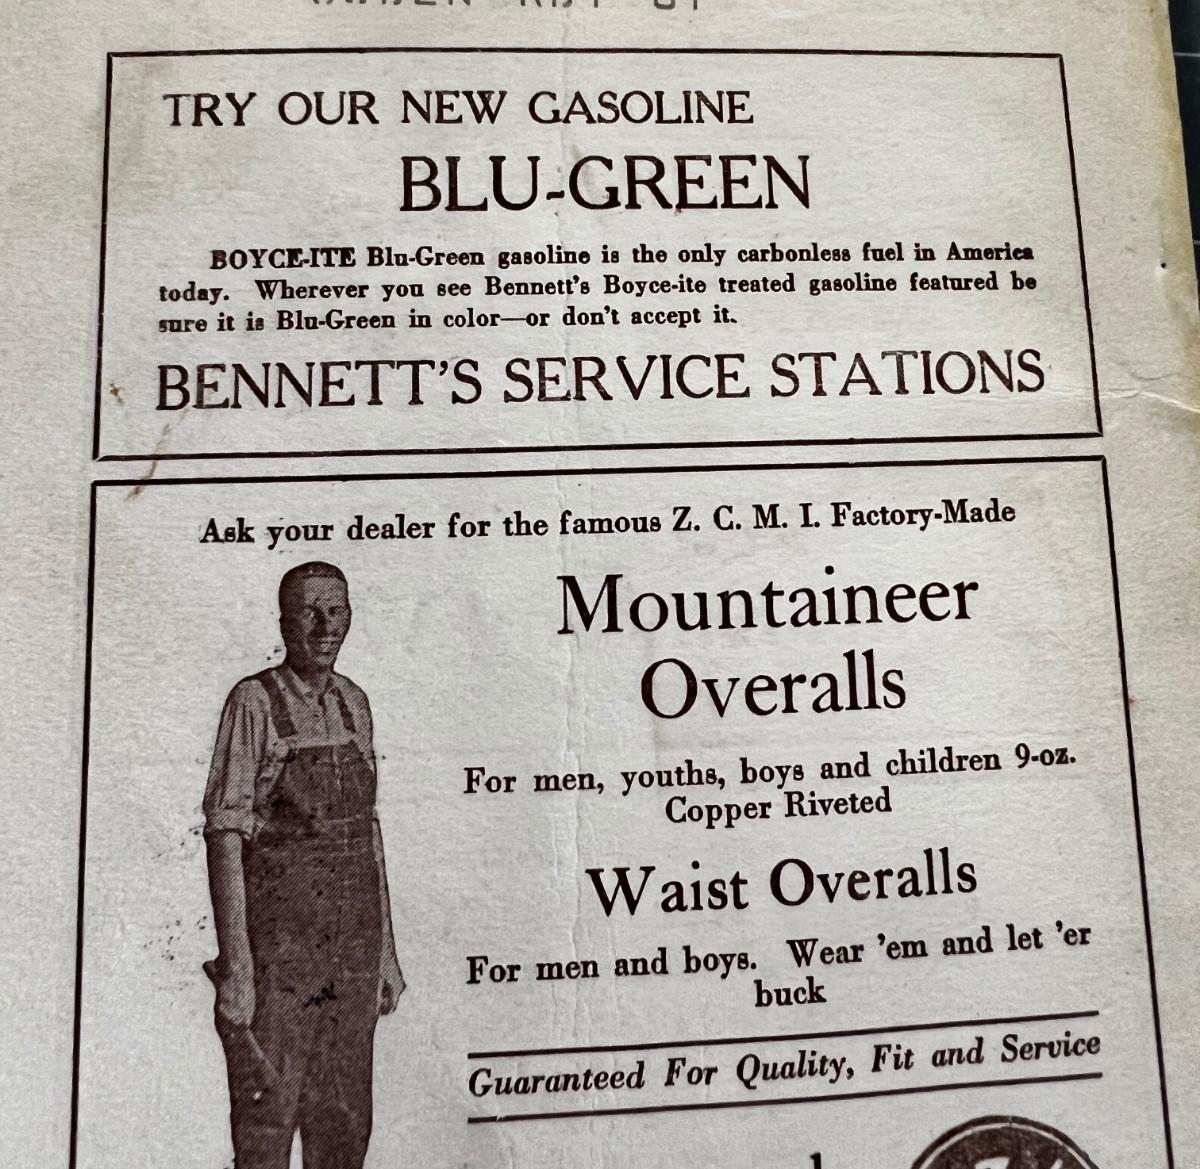 TRY OUR NEW GASOLINE
BLU-GREEN
BOYCE-ITE Blu-Green gasoline is the only carbonless fuel in America
today. Wherever you see Bennett's Boyce-ite treated gasoline featured be
sure it is Blu-Green in color—or don't accept it.
BENNETT'S SERVICE STATIONS
Ask your dealer for the famous Z. C. M. I. Factory-Made
Mountaineer
Overalls
For men, youths, boys and children 9-oz.
Copper Riveted
Waist Overalls
For men and boys. Wear 'em and let 'er
buck
Guaranteed For Quality, Fit and Service